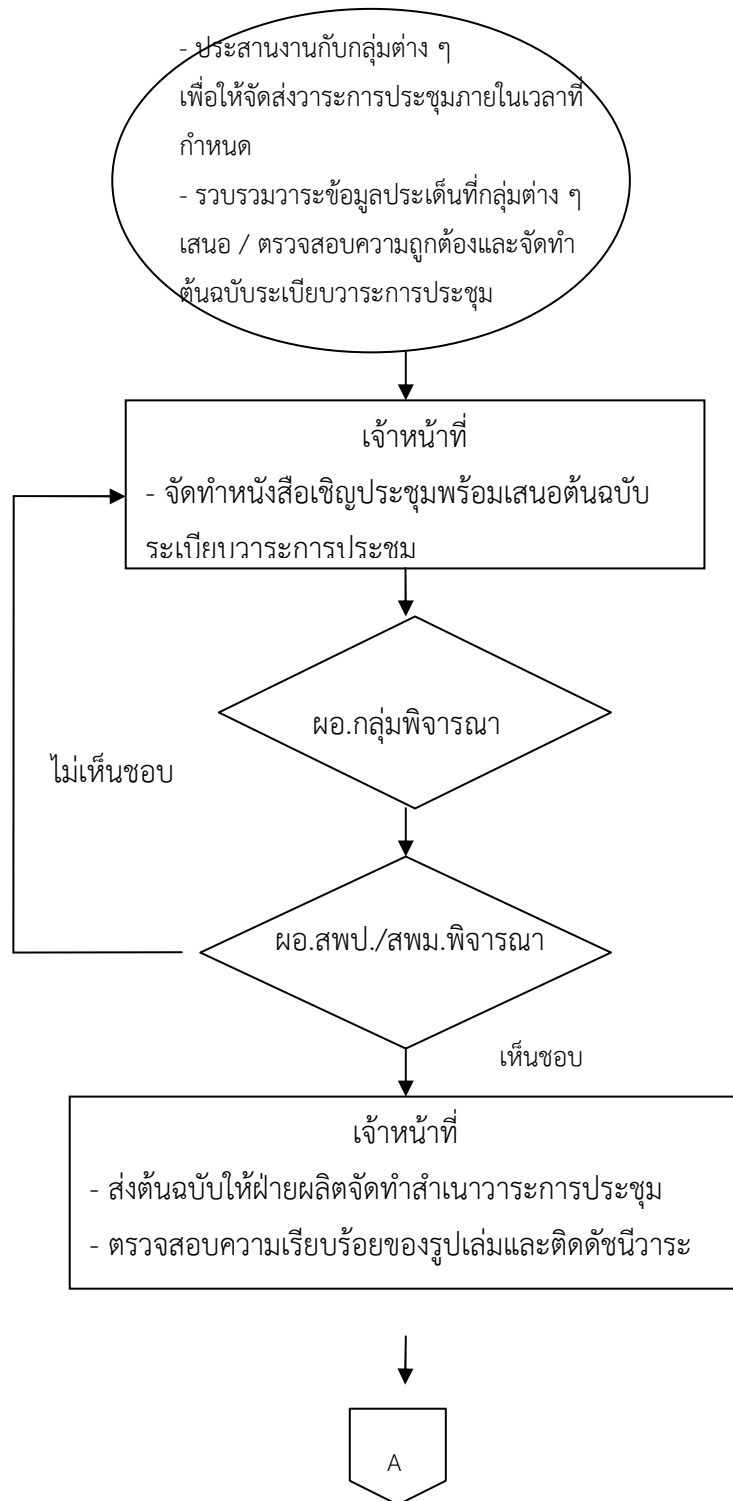 - ประสานงานกับกลุ่มต่าง ๆ
เพื่อให้จัดส่งวาระการประชุมภายในเวลาที่
กำหนด
- รวบรวมวาระข้อมูลประเด็นที่กลุ่มต่าง ๆ
เสนอ / ตรวจสอบความถูกต้องและจัดทำ
ต้นฉบับระเบียบวาระการประชุม
เจ้าหน้าที่
- จัดทำหนังสือเชิญประชุมพร้อมเสนอต้นฉบับ
ระเบียบวาระการประชุม
ผอ.กลุ่มพิจารณา
ไม่เห็นชอบ
ผอ.สพป./สพม.พิจารณา
เห็นชอบ
เจ้าหน้าที่
- ส่งต้นฉบับให้ฝ่ายผลิตจัดทำสำเนาวาระการประชุม
- ตรวจสอบความเรียบร้อยของรูปเล่มและติดดัชนีวาระ
A